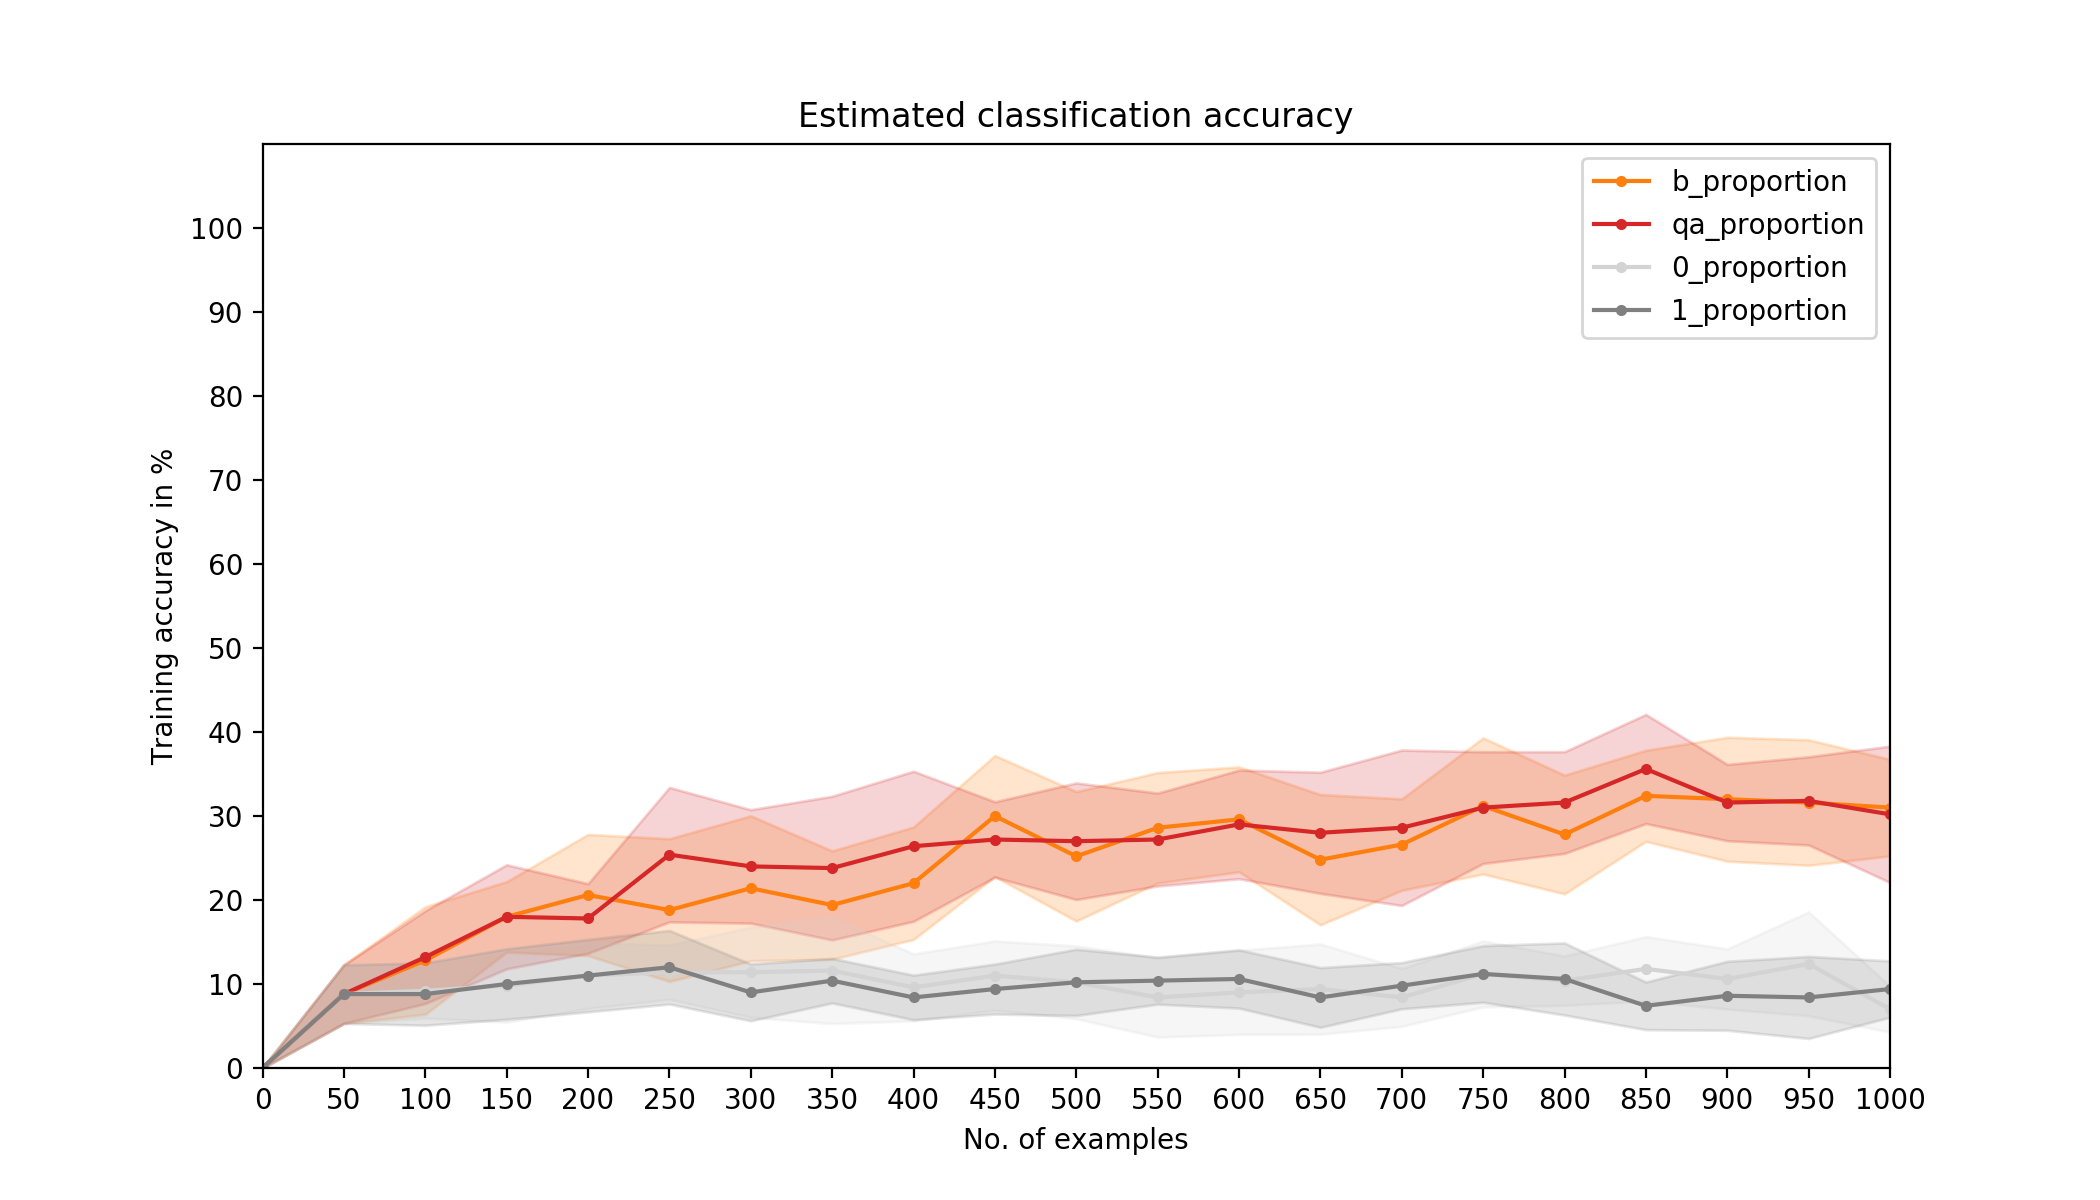 Estimated classification accuracy
b_proportion
qa_proportion
0_proportion
1_proportion
Training accuracy in %
100
90
80
70
60
50
40
30
20
10
0
0 50 100 150 200 250 300 350 400 450 500 550 600 650 700 750 800 850 900 950 1000
No. of examples